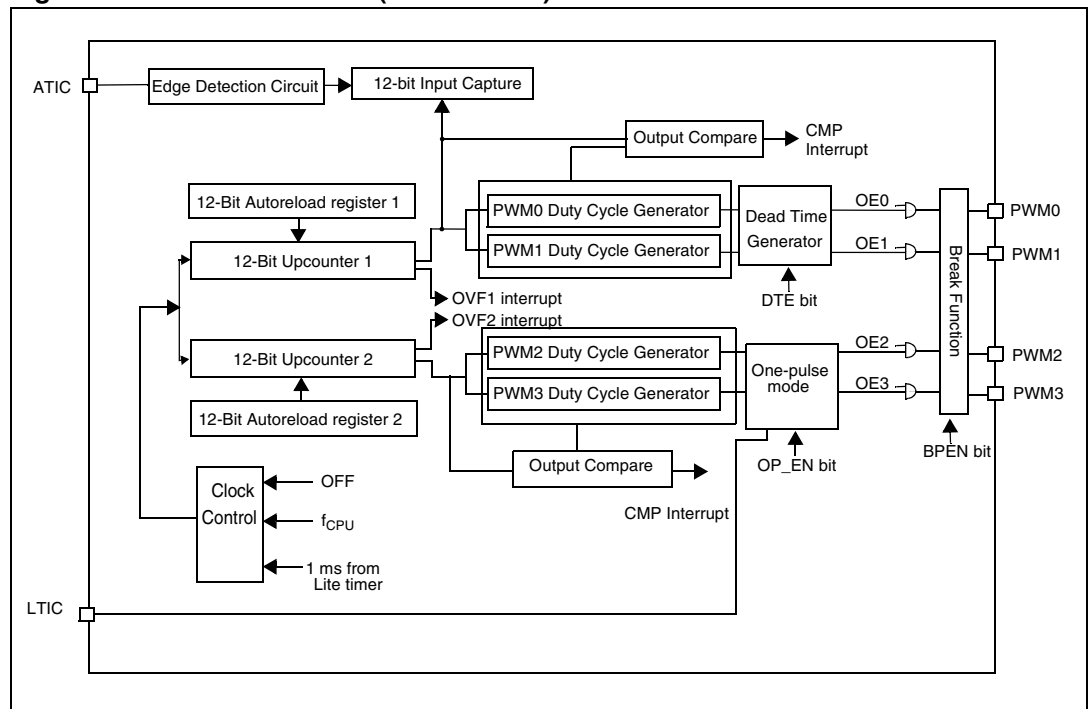 ATIC
Edge Detection Circuit
12-bit Input Capture
Output Compare
CMP
Interrupt
12-Bit Autoreload register 1
PWM0 Duty Cycle Generator
PWM1 Duty Cycle Generator
Dead Time
Generator
OE0
OE1
PWM0
PWM1
12-Bit Upcounter 1
OVF1 interrupt
OVF2 interrupt
DTE bit
Break Function
12-Bit Upcounter 2
PWM2 Duty Cycle Generator
PWM3 Duty Cycle Generator
One-pulse
mode
OE2
OE3
PWM2
PWM3
12-Bit Autoreload register 2
Output Compare
OP_EN bit
BPEN bit
CMP Interrupt
Clock
Control
OFF
fCPU
1 ms from
Lite timer
LTIC